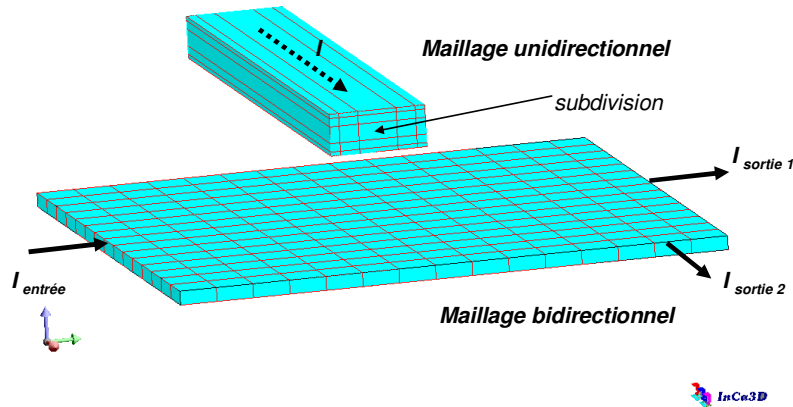 I
Maillage unidirectionnel
subdivision
I sortie 1
I entrée
I sortie 2
Maillage bidirectionnel
InCa3D